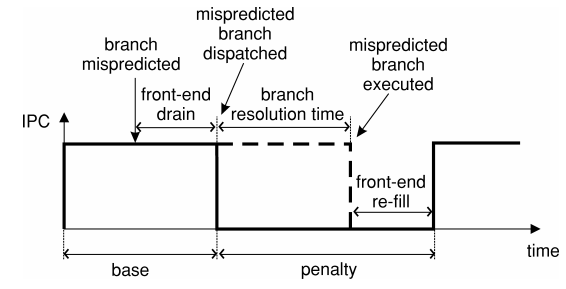 mispredicted
branch
dispatched
branch
mispredicted
mispredicted
branch
executed
front-end
drain
branch
resolution time
IPC
front-end
re-fill
time
base
penalty